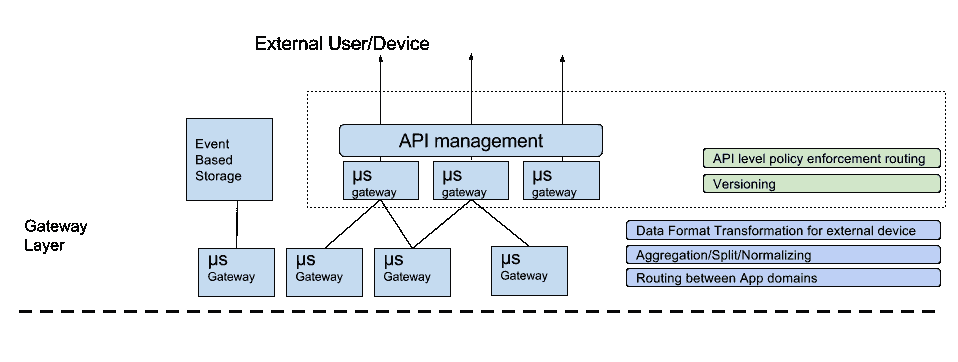 External User/Device
API management
Event
Based
Storage
µs
gateway
µs
gateway
µs
gateway
API level policy enforcement routing
Versioning
Gateway
Layer
Data Format Transformation for external device
Aggregation/Split/Normalizing
Routing between App domains
µs
Gateway
µs
Gateway
µs
Gateway
µs
Gateway